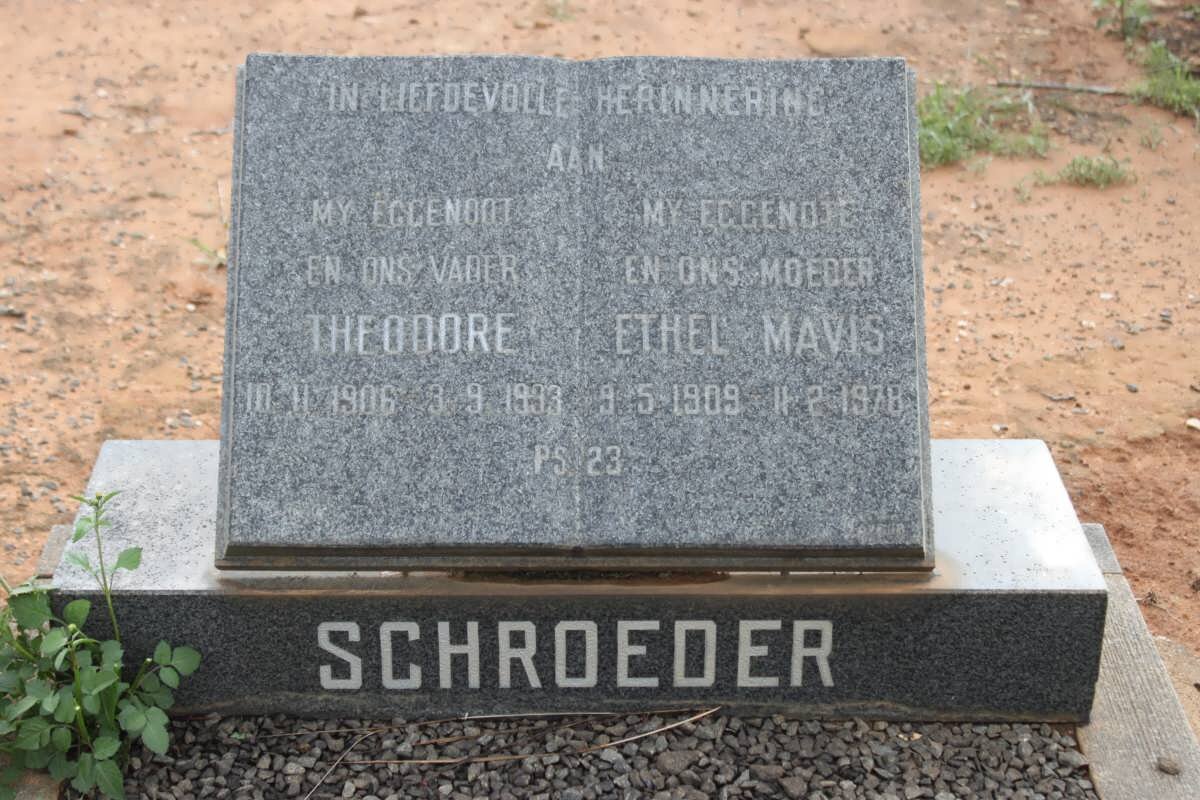 IN LIEFDEVOLLE HERINNERING
AAN
MY EGGENOOT
EN ONS VADER
THEODORE
10 11 1906 - 3 9 1993
MY EGGENOTE
EN ONS MOEDER
ETHEL MAVIS
9 5 1909 - 11 2 1978
PS 23
SCHROEDER